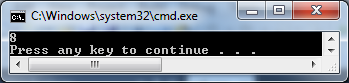 C:\Windows\system32\cmd.exe
8
Press any key to continue . . .